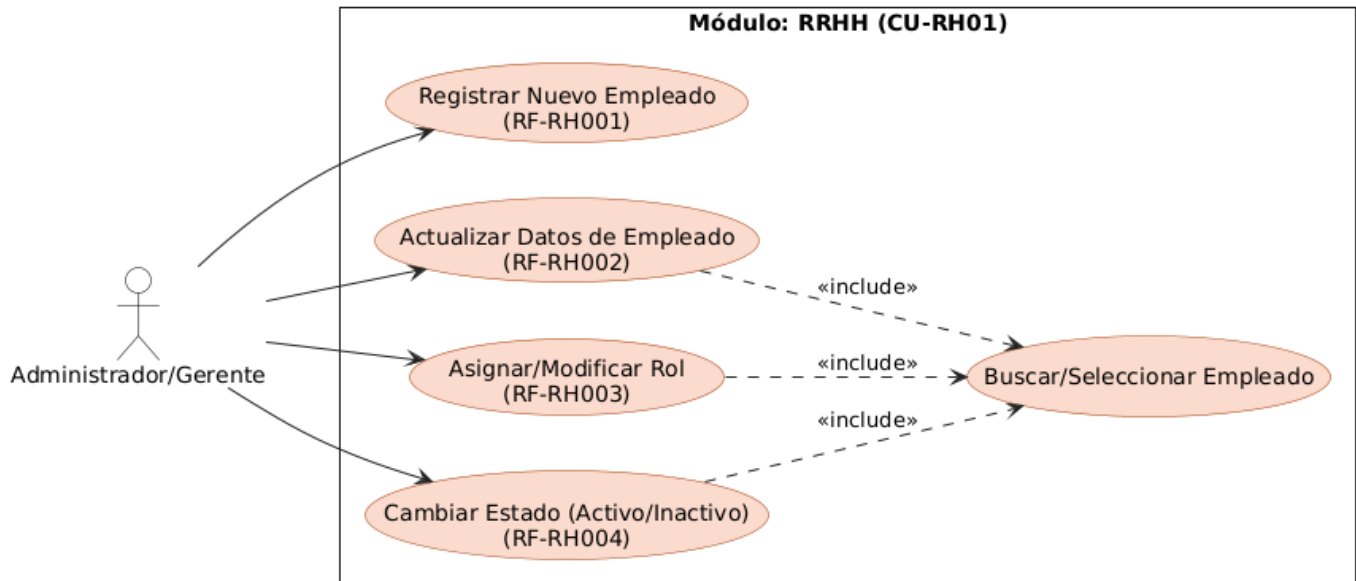 Módulo: RRHH (CU-RH01)
Registrar Nuevo Empleado
(RF-RH001)
Actualizar Datos de Empleado
(RF-RH002)
«include»
Administrador/Gerente
Asignar/Modificar Rol
(RF-RH003)
«include»
Buscar/Seleccionar Empleado
«include»
Cambiar Estado (Activo/Inactivo)
(RF-RH004)